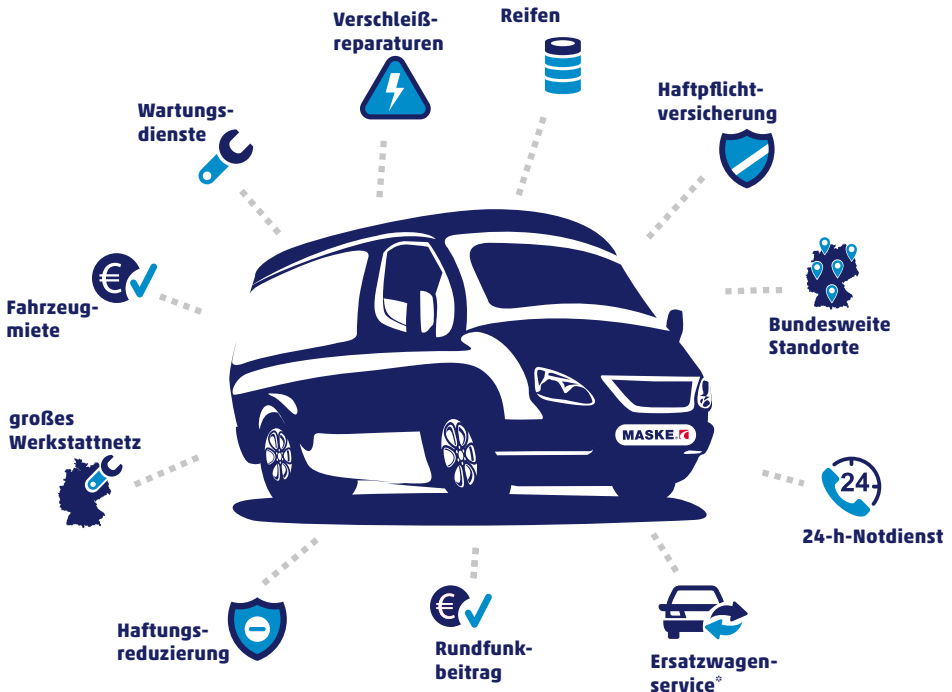 Reifen
Verschleiß-
reparaturen
Haftpflicht-
versicherung
Wartungs-
dienste
Fahrzeug-
miete
Bundesweite
Standorte
großes
Werkstattnetz
MASKE.
24
24-h-Notdienst
Haftungs-
reduzierung
Rundfunk-
beitrag
Ersatzwagen-
service*